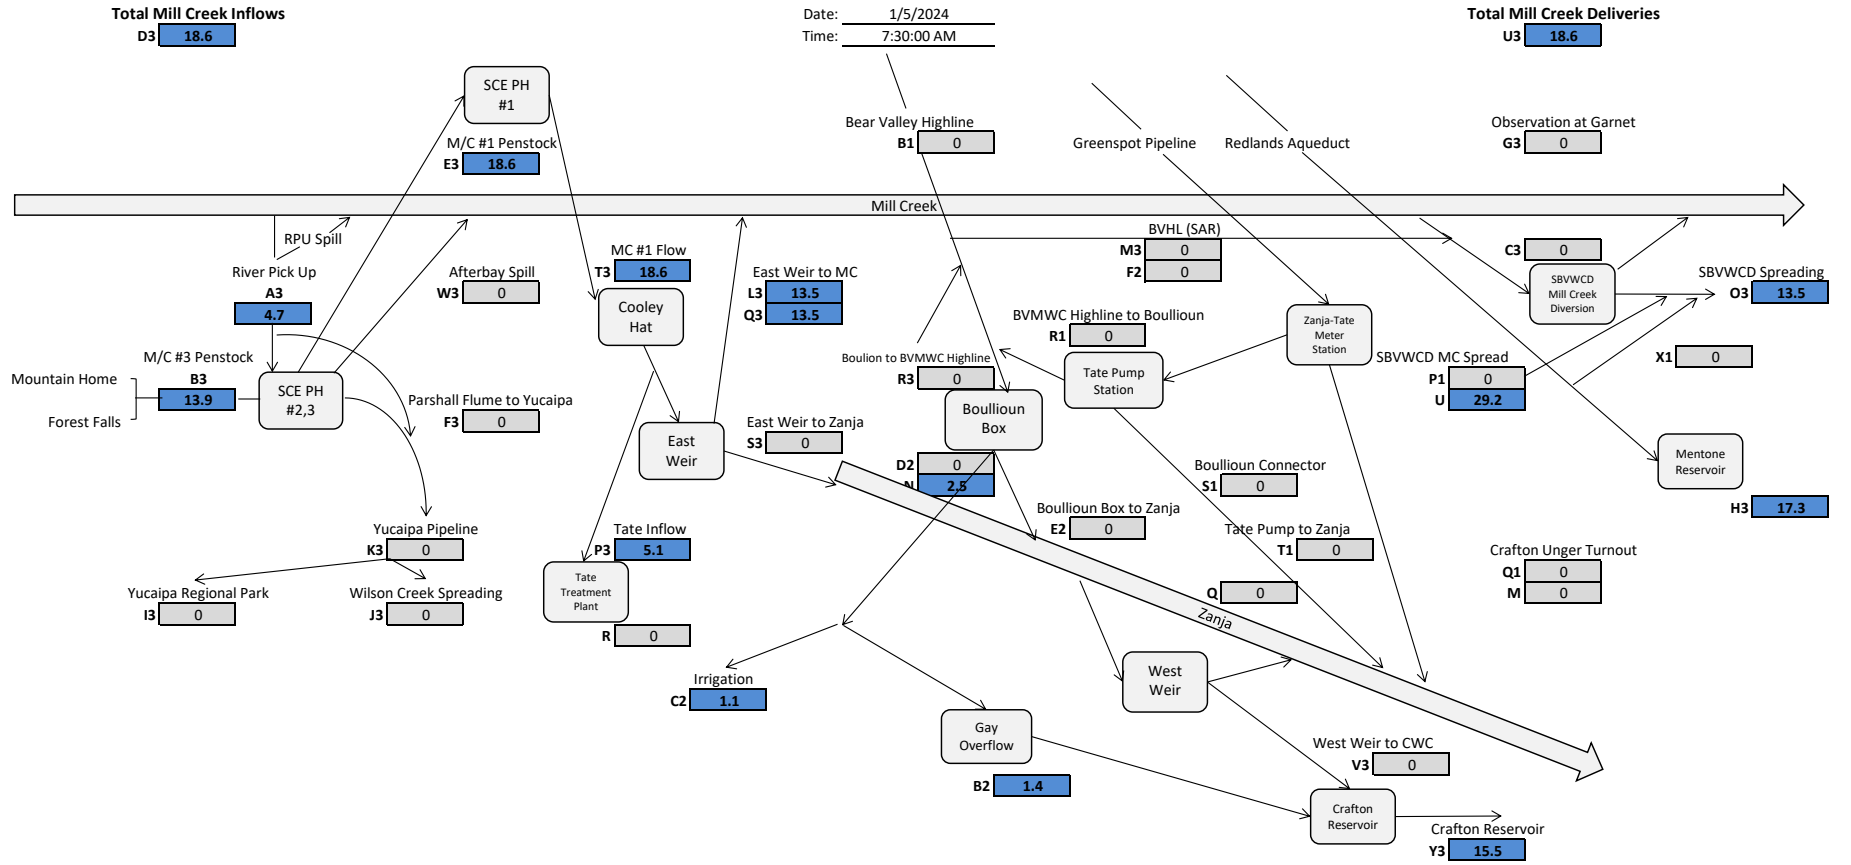 Total Mill Creek Inflows
D3 18.6
Date: 1/5/2024
Time: 7:30:00 AM
Total Mill Creek Deliveries
U3 18.6
SCE PH
#1
M/C #1 Penstock
E3 18.6
Bear Valley Highline
B1 0
Greenspot Pipeline
Redlands Aqueduct
Observation at Garnet
G3 0
Mill Creek
RPU Spill
River Pick Up
A3
4.7
Afterbay Spill
W3 0
MC #1 Flow
T3 18.6
Cooley
Hat
East Weir to MC
L3 13.5
Q3 13.5
BVHL (SAR)
M3 0
F2 0
C3 0
SBVWCD
Mill Creek
Diversion
SBVWCD Spreading
O3 13.5
BVMWC Highline to Boullioun
R1 0
Zanja-Tate
Meter
Station
M/C #3 Penstock
B3
13.9
Mountain Home
Forest Falls
SCE PH
#2,3
Boulion to BVMWC Highline
R3 0
Tate Pump
Station
SBVWCD MC Spread
P1 0
U 29.2
X1 0
Parshall Flume to Yucaipa
F3 0
East
Weir
East Weir to Zanja
S3 0
Boullioun
Box
D2 0
N 2.5
Boullioun Connector
S1 0
Mentone
Reservoir
H3 17.3
Boullioun Box to Zanja
E2 0
Tate Pump to Zanja
T1 0
Yucaipa Pipeline
K3 0
Tate Inflow
P3 5.1
Tate
Treatment
Plant
R 0
Crafton Unger Turnout
Q1 0
M 0
Yucaipa Regional Park
I3 0
Wilson Creek Spreading
J3 0
Q 0
Zanja
Irrigation
C2 1.1
West
Weir
Gay
Overflow
B2 1.4
West Weir to CWC
V3 0
Crafton
Reservoir
Crafton Reservoir
Y3 15.5